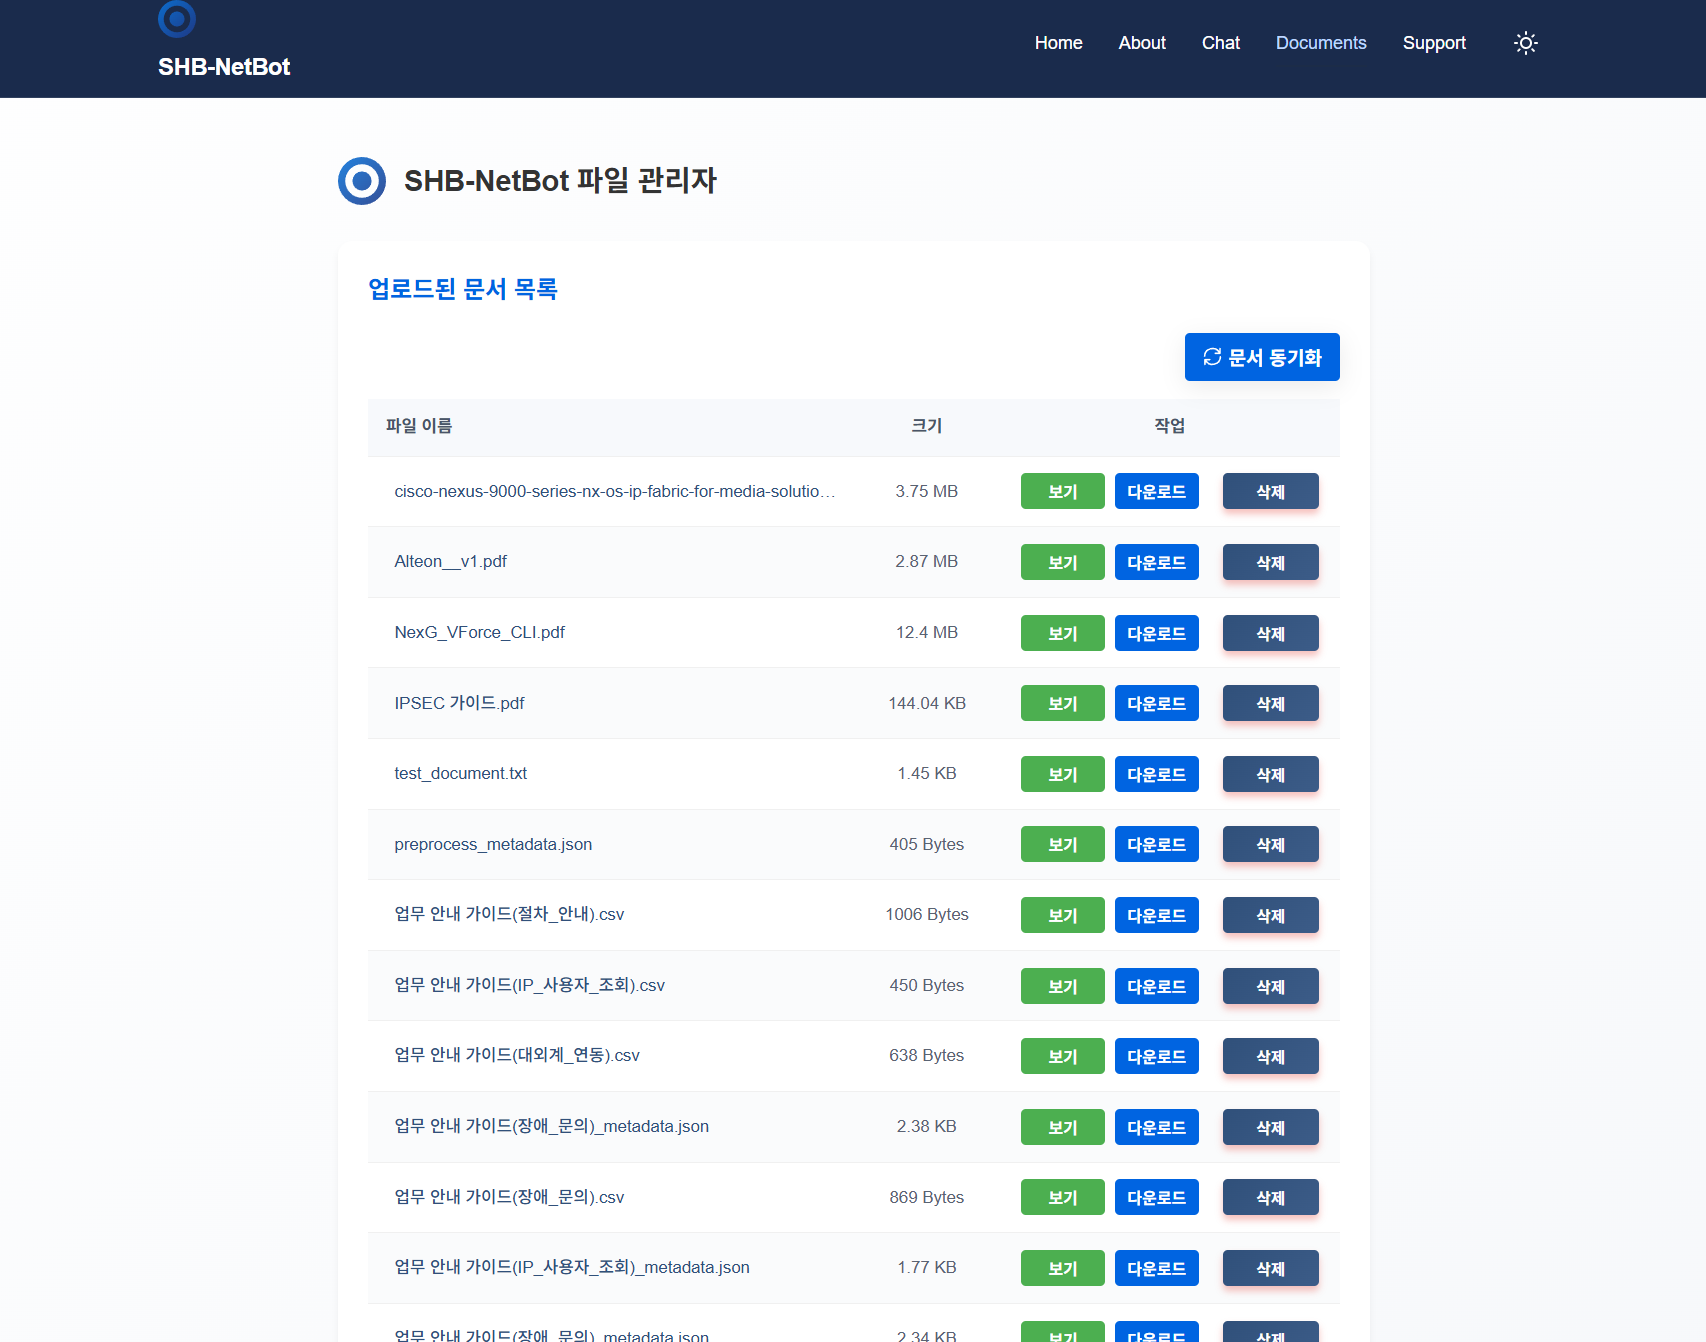 SHB-NetBot
Home About Chat Documents Support
SHB-NetBot 파일 관리자
업로드된 문서 목록
문서 동기화
파일 이름 크기 작업
cisco-nexus-9000-series-nx-os-ip-fabric-for-media-solutio… 3.75 MB 보기 다운로드 삭제
Alteon__v1.pdf 2.87 MB 보기 다운로드 삭제
NexG_VForce_CLI.pdf 12.4 MB 보기 다운로드 삭제
IPSEC 가이드.pdf 144.04 KB 보기 다운로드 삭제
test_document.txt 1.45 KB 보기 다운로드 삭제
preprocess_metadata.json 405 Bytes 보기 다운로드 삭제
업무 안내 가이드(절차_안내).csv 1006 Bytes 보기 다운로드 삭제
업무 안내 가이드(IP_사용자_조회).csv 450 Bytes 보기 다운로드 삭제
업무 안내 가이드(대외계_연동).csv 638 Bytes 보기 다운로드 삭제
업무 안내 가이드(장애_문의)_metadata.json 2.38 KB 보기 다운로드 삭제
업무 안내 가이드(장애_문의).csv 869 Bytes 보기 다운로드 삭제
업무 안내 가이드(IP_사용자_조회)_metadata.json 1.77 KB 보기 다운로드 삭제
업무 안내 가이드(장애_문의)_metadata.json 2.34 KB 보기 다운로드 삭제